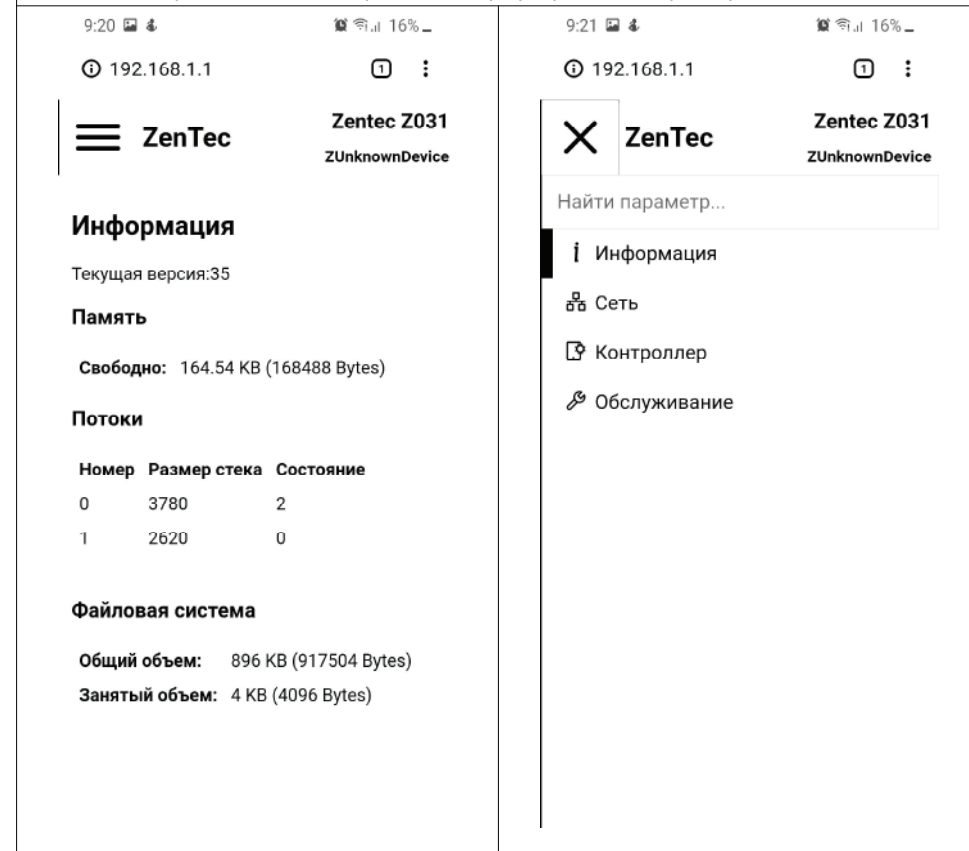 9:20 16%
192.168.1.1 1
ZenTec
Zentec Z031
ZUnknownDevice
Информация
Текущая версия:35
Память
Свободно: 164.54 KB (168488 Bytes)
Потоки
Номер Размер стека Состояние
0 3780 2
1 2620 0
Файловая система
Общий объем: 896 KB (917504 Bytes)
Занятый объем: 4 KB (4096 Bytes)
9:21 16%
192.168.1.1 1
ZenTec
Zentec Z031
ZUnknownDevice
Найти параметр...
Информация
Сеть
Контроллер
Обслуживание